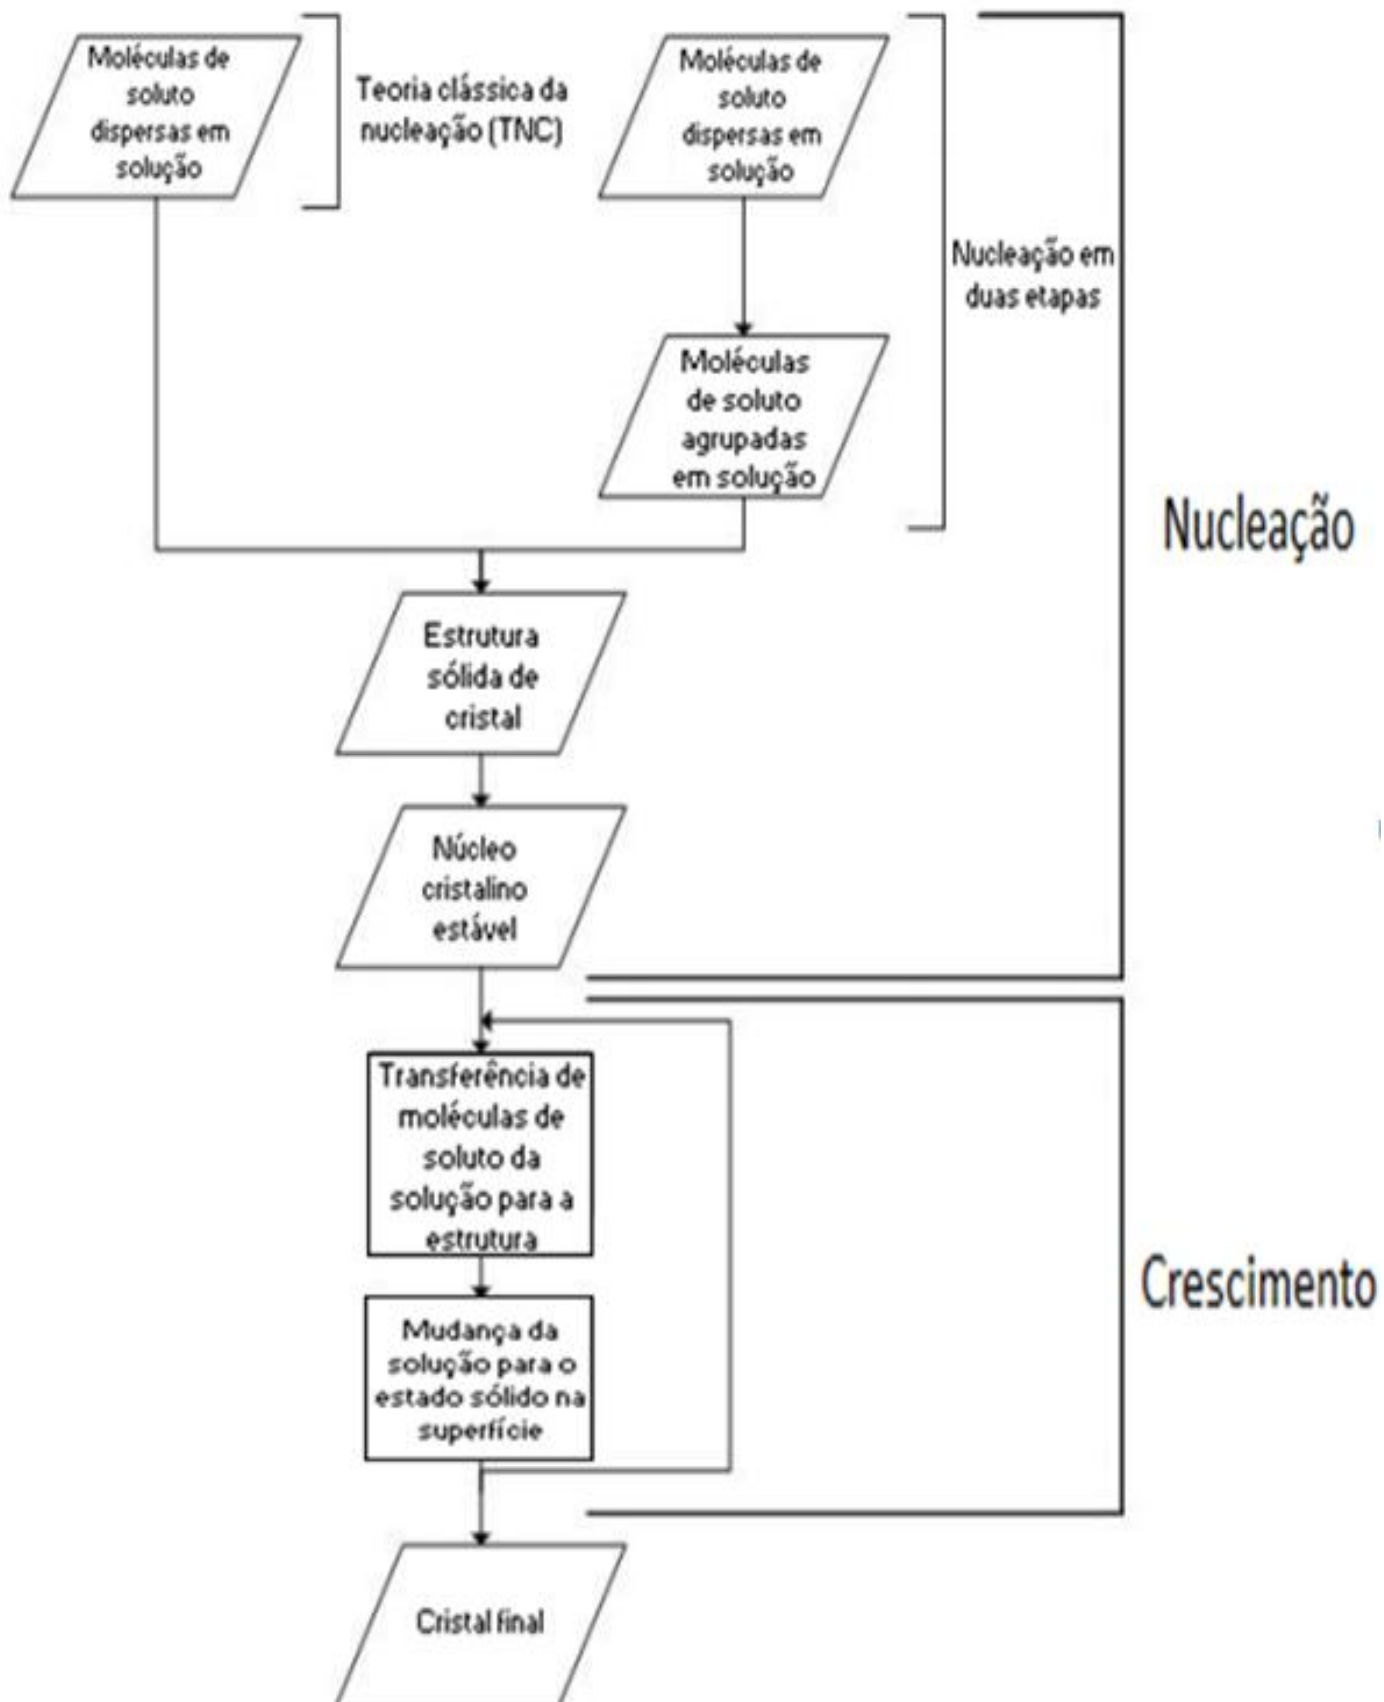 Moléculas de
soluto
dispersas em
solução
Teoria clássica da
nucleação (TNC)
Moléculas de
soluto
dispersas em
solução
Nucleação em
duas etapas
Moléculas
de soluto
agrupadas
em solução
Nucleação
Estrutura
sólida de
cristal
Núcleo
cristalino
estável
Transferência de
moléculas de
soluto da
solução para a
estrutura
Crescimento
Mudança da
solução para o
estado sólido na
superfície
Cristal final